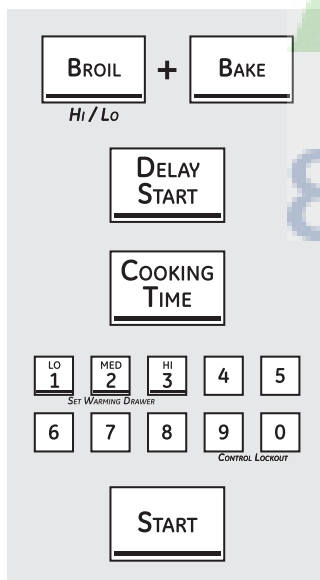 BROIL + BAKE
HI / LO
DELAY
START
COOKING
TIME
LO MED HI
1 2 3 4 5
SET WARMING DRAWER
6 7 8 9 0
CONTROL LOCKOUT
START